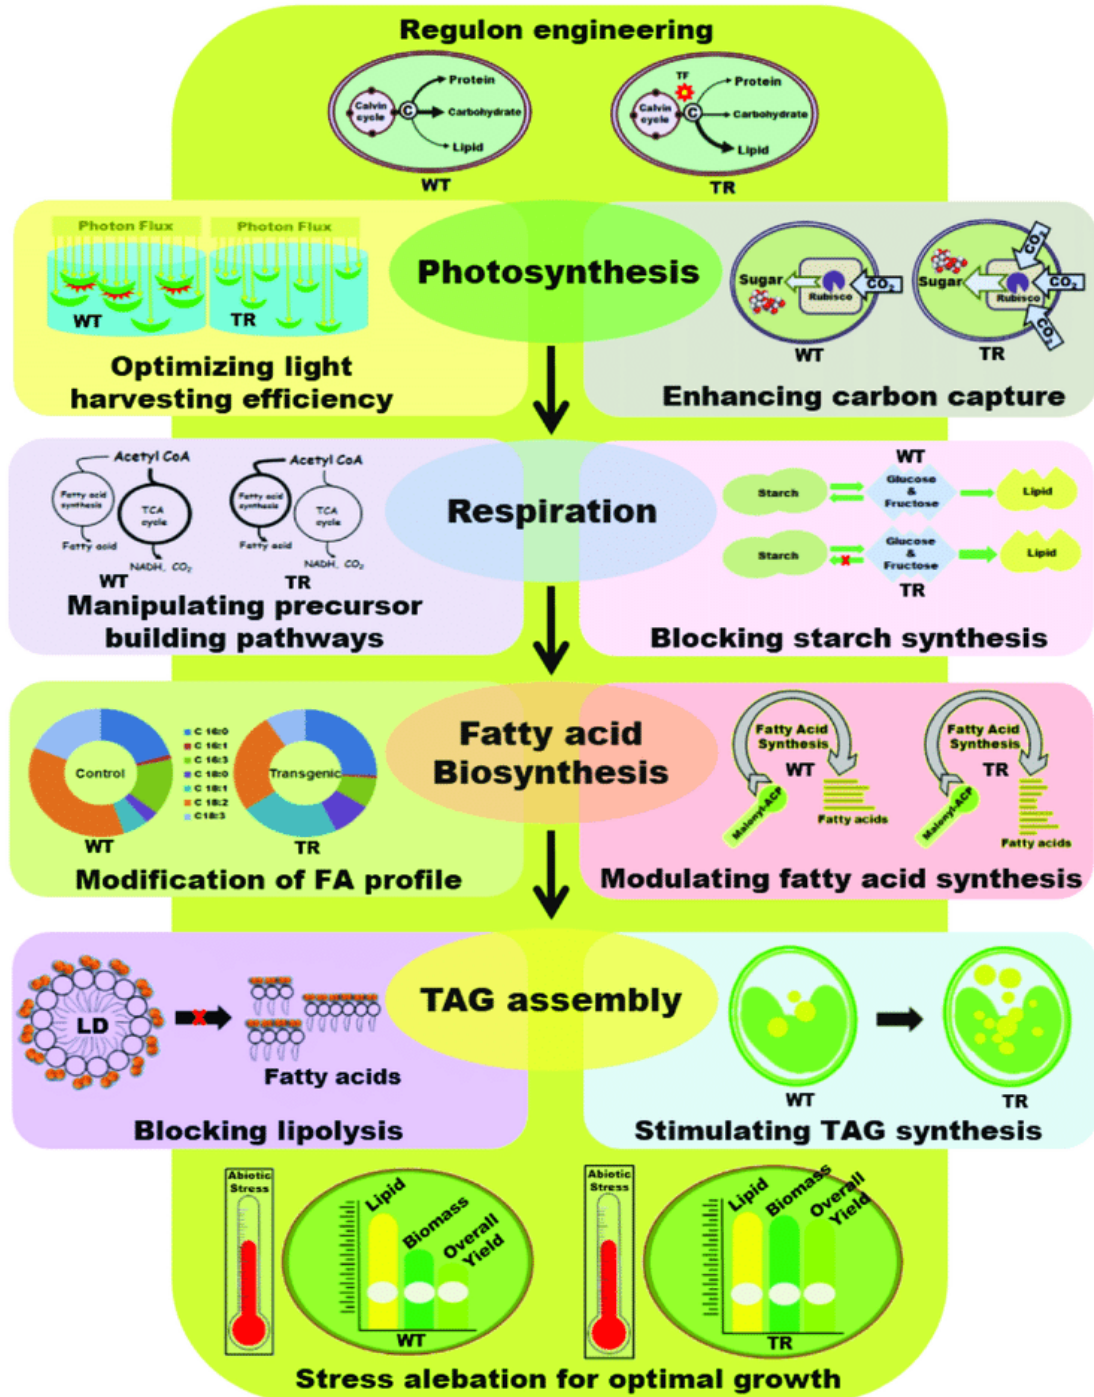 Regulon engineering
Calvin
cycle
C
Protein
Carbohydrate
Lipid
WT
TF
Calvin
cycle
C
Protein
Carbohydrate
Lipid
TR
Photon Flux
Photon Flux
WT
TR
Optimizing light
harvesting efficiency
Photosynthesis
Sugar
Rubisco
CO2
WT
Sugar
Rubisco
CO2
CO2
CO2
TR
Enhancing carbon capture
Acetyl CoA
Fatty acid
synthesis
TCA
cycle
Fatty acid
NADH, CO2
WT
Acetyl CoA
Fatty acid
synthesis
TCA
cycle
Fatty acid
NADH, CO2
TR
Manipulating precursor
building pathways
Respiration
WT
Starch
Glucose
&
Fructose
Lipid
Starch
Glucose
&
Fructose
Lipid
TR
Blocking starch synthesis
Control
WT
C 16:0
C 16:1
C 16:3
C 18:0
C 18:1
C 18:2
C18:3
Transgenic
TR
Modification of FA profile
Fatty acid
Biosynthesis
Fatty Acid
Synthesis
WT
Malonyl-ACP
Fatty acids
Fatty Acid
Synthesis
TR
Malonyl-ACP
Fatty acids
Modulating fatty acid synthesis
LD
Fatty acids
Blocking lipolysis
TAG assembly
WT
TR
Stimulating TAG synthesis
Abiotic
Stress
Lipid
Biomass
Overall
Yield
WT
Abiotic
Stress
Lipid
Biomass
Overall
Yield
TR
Stress alebation for optimal growth